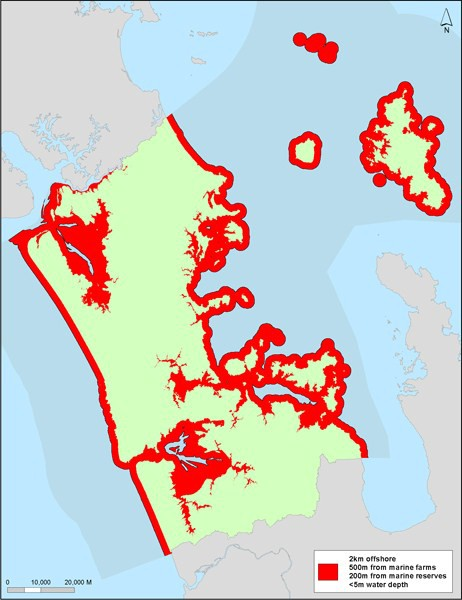 N
2km offshore
500m from marine farms
200m from marine reserves
<5m water depth
0 10,000 20,000 M